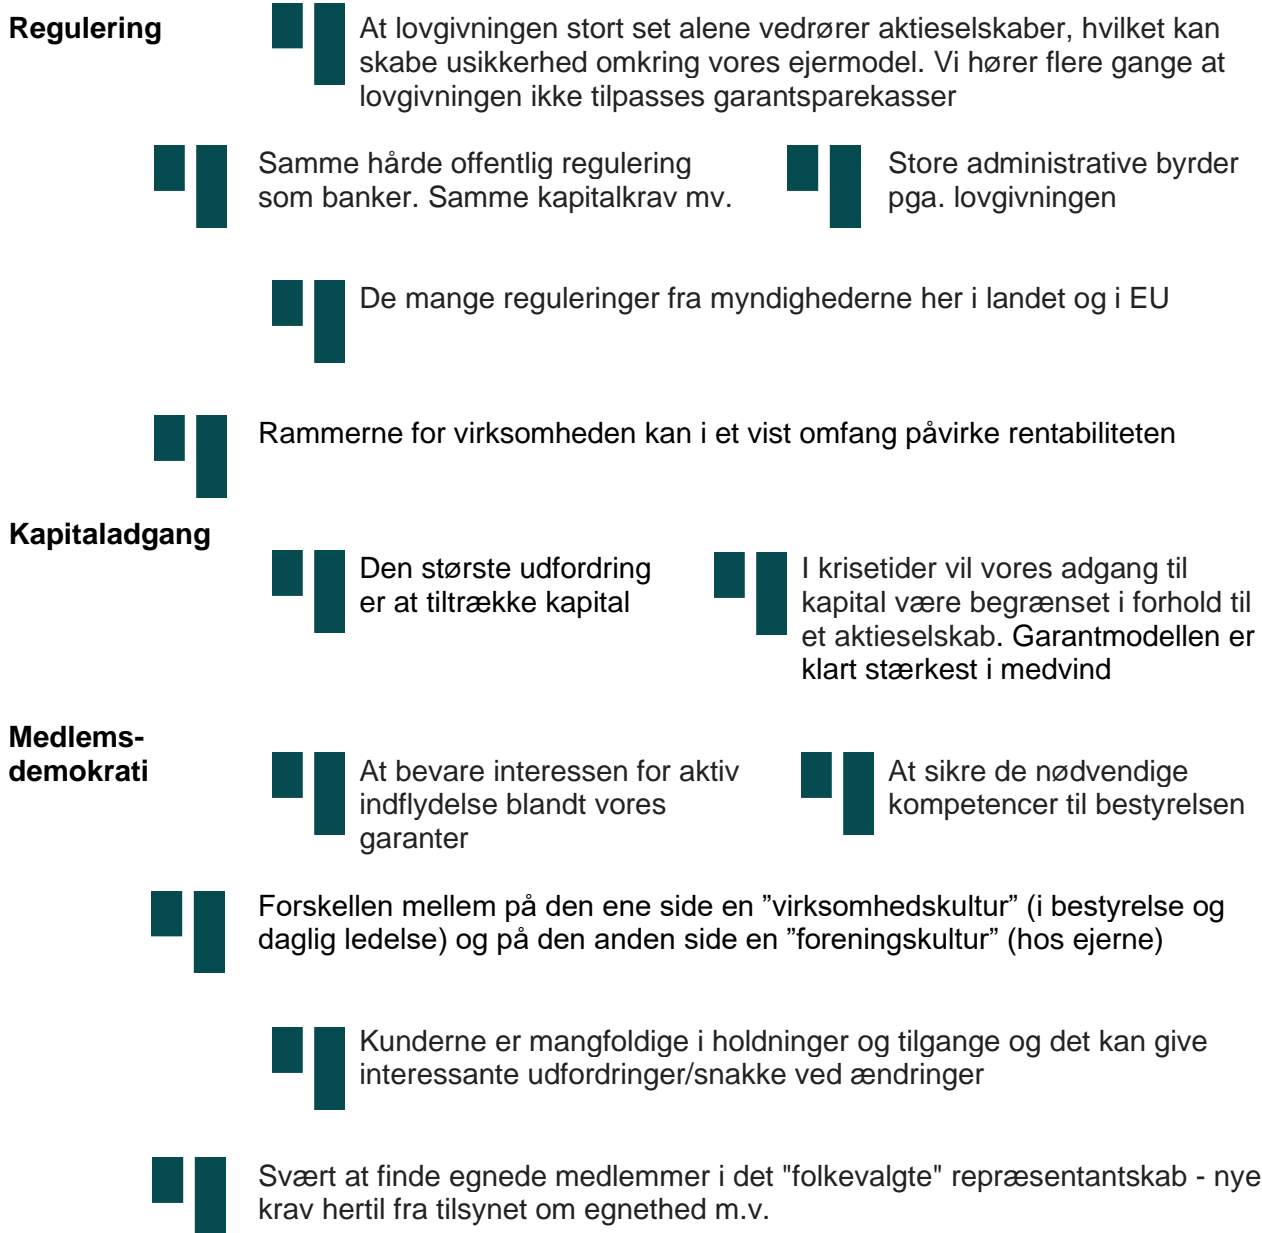 Regulering
At lovgivningen stort set alene vedrører aktieselskaber, hvilket kan
skabe usikkerhed omkring vores ejermodel. Vi hører flere gange at
lovgivningen ikke tilpasses garantsparekasser
Samme hårde offentlig regulering
som banker. Samme kapitalkrav mv.
Store administrative byrder
pga. lovgivningen
De mange reguleringer fra myndighederne her i landet og i EU
Rammerne for virksomheden kan i et vist omfang påvirke rentabiliteten
Kapitaladgang
Den største udfordring
er at tiltrække kapital
I krisetider vil vores adgang til
kapital være begrænset i forhold til
et aktieselskab. Garantmodellen er
klart stærkest i medvind
Medlems-
demokrati
At bevare interessen for aktiv
indflydelse blandt vores
garanter
At sikre de nødvendige
kompetencer til bestyrelsen
Forskellen mellem på den ene side en ”virksomhedskultur” (i bestyrelse og
daglig ledelse) og på den anden side en ”foreningskultur” (hos ejerne)
Kunderne er mangfoldige i holdninger og tilgange og det kan give
interessante udfordringer/snakke ved ændringer
Svært at finde egnede medlemmer i det "folkevalgte" repræsentantskab - nye
krav hertil fra tilsynet om egnethed m.v.